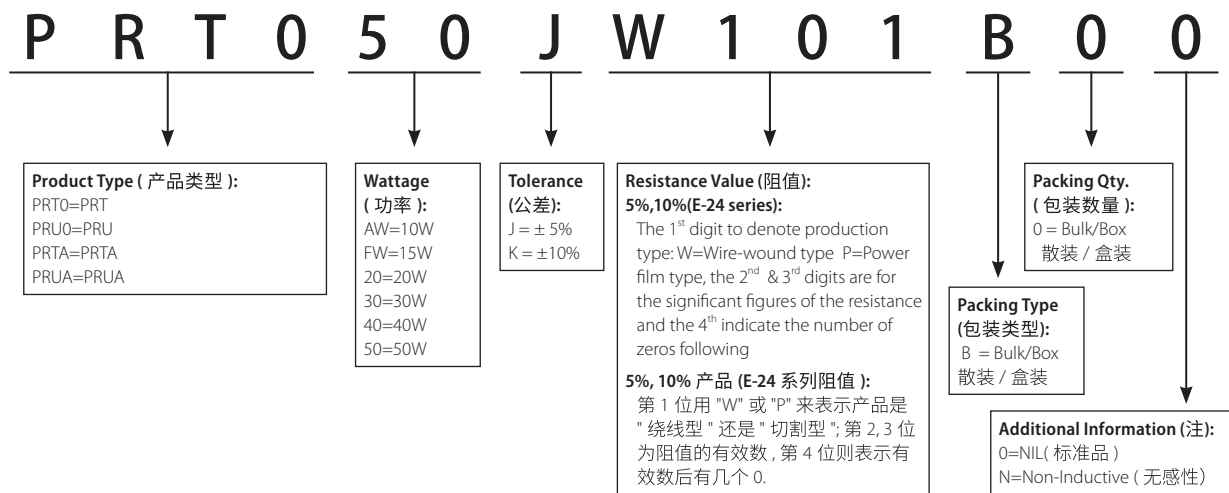 P R T 0 5 0 J W 1 0 1 B 0 0
Product Type ( 产品类型 ):
PRT0=PRT
PRU0=PRU
PRTA=PRTA
PRUA=PRUA
Wattage
( 功率 ):
AW=10W
FW=15W
20=20W
30=30W
40=40W
50=50W
Tolerance
(公差):
J = ± 5%
K = ±10%
Resistance Value (阻值):
5%,10%(E-24 series):
The 1st digit to denote production
type: W=Wire-wound type P=Power
film type, the 2nd & 3rd digits are for
the significant figures of the resistance
and the 4th indicate the number of
zeros following
5%, 10% 产品 (E-24 系列阻值 ):
第 1 位用 "W" 或 "P" 来表示产品是
" 绕线型 " 还是 " 切割型 "; 第 2, 3 位
为阻值的有效数 , 第 4 位则表示有
效数后有几个 0.
Packing Type
(包装类型):
B = Bulk/Box
散装 / 盒装
Packing Qty.
( 包装数量 ):
0 = Bulk/Box
散装 / 盒装
Additional Information (注):
0=NIL( 标准品 )
N=Non-Inductive ( 无感性)